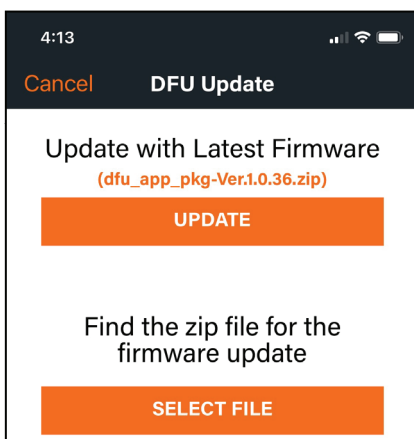 4:13
Cancel DFU Update
Update with Latest Firmware
(dfu_app_pkg-Ver.1.0.36.zip)
UPDATE
Find the zip file for the
firmware update
SELECT FILE